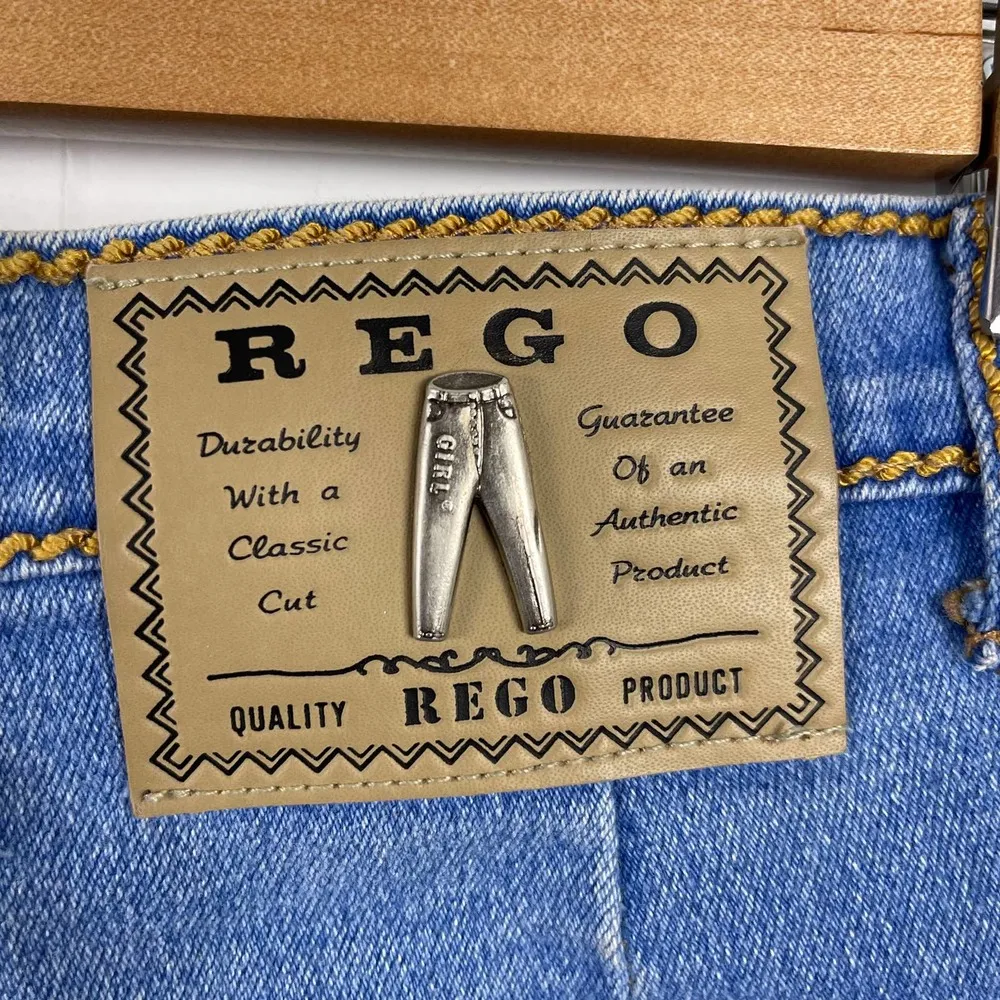 REGO
Durability
With a
Classic
Cut
GIRL
Guarantee
Of an
Authentic
Product
QUALITY REGO PRODUCT